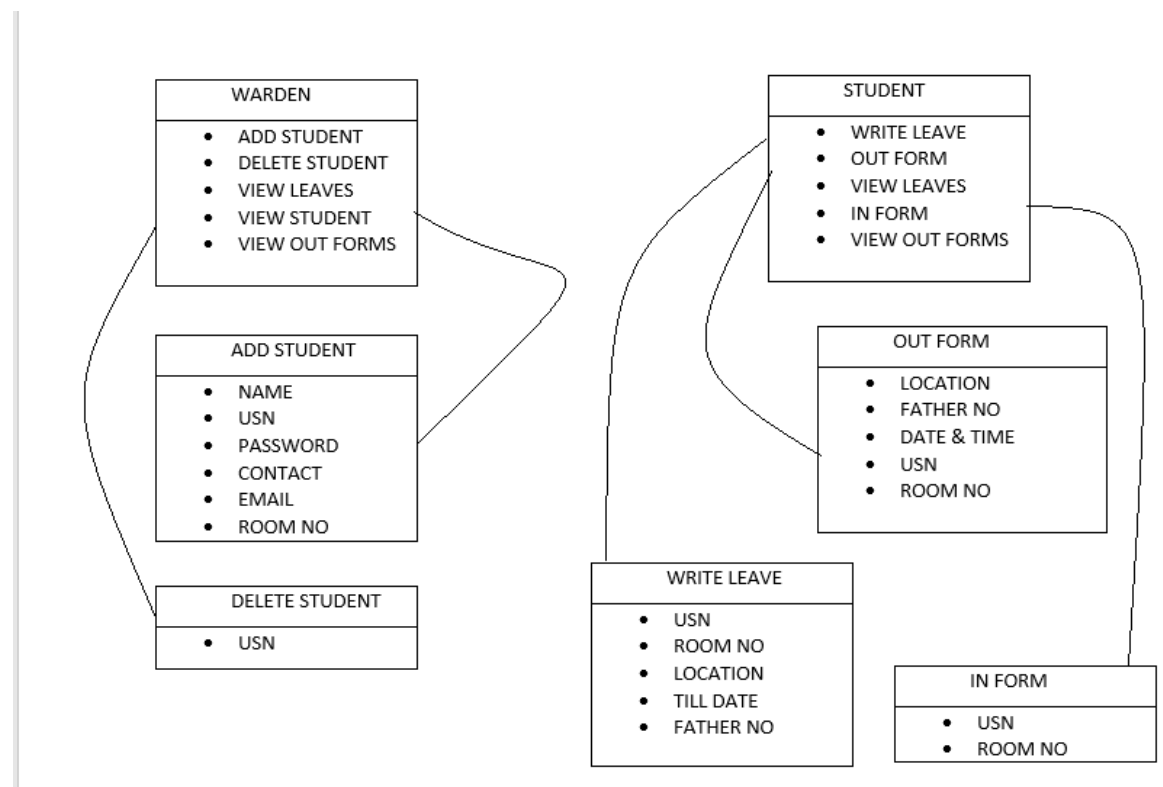 WARDEN
• ADD STUDENT
• DELETE STUDENT
• VIEW LEAVES
• VIEW STUDENT
• VIEW OUT FORMS
ADD STUDENT
• NAME
• USN
• PASSWORD
• CONTACT
• EMAIL
• ROOM NO
DELETE STUDENT
• USN
STUDENT
• WRITE LEAVE
• OUT FORM
• VIEW LEAVES
• IN FORM
• VIEW OUT FORMS
OUT FORM
• LOCATION
• FATHER NO
• DATE & TIME
• USN
• ROOM NO
WRITE LEAVE
• USN
• ROOM NO
• LOCATION
• TILL DATE
• FATHER NO
IN FORM
• USN
• ROOM NO